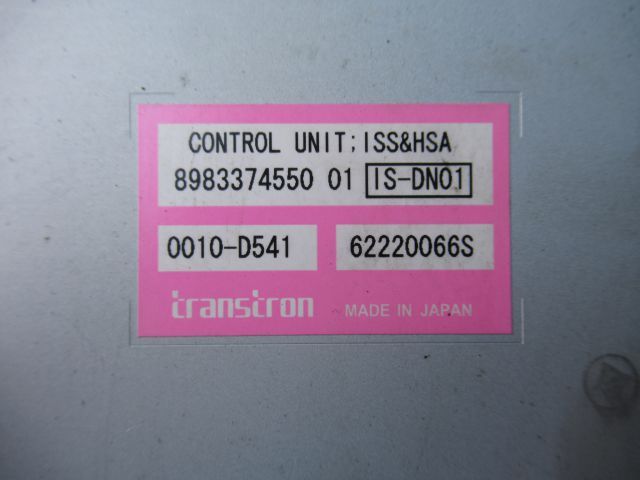 CONTROL UNIT;ISS&HSA
8983374550 01 IS-DN01
0010-D541 62220066S
transtron MADE IN JAPAN